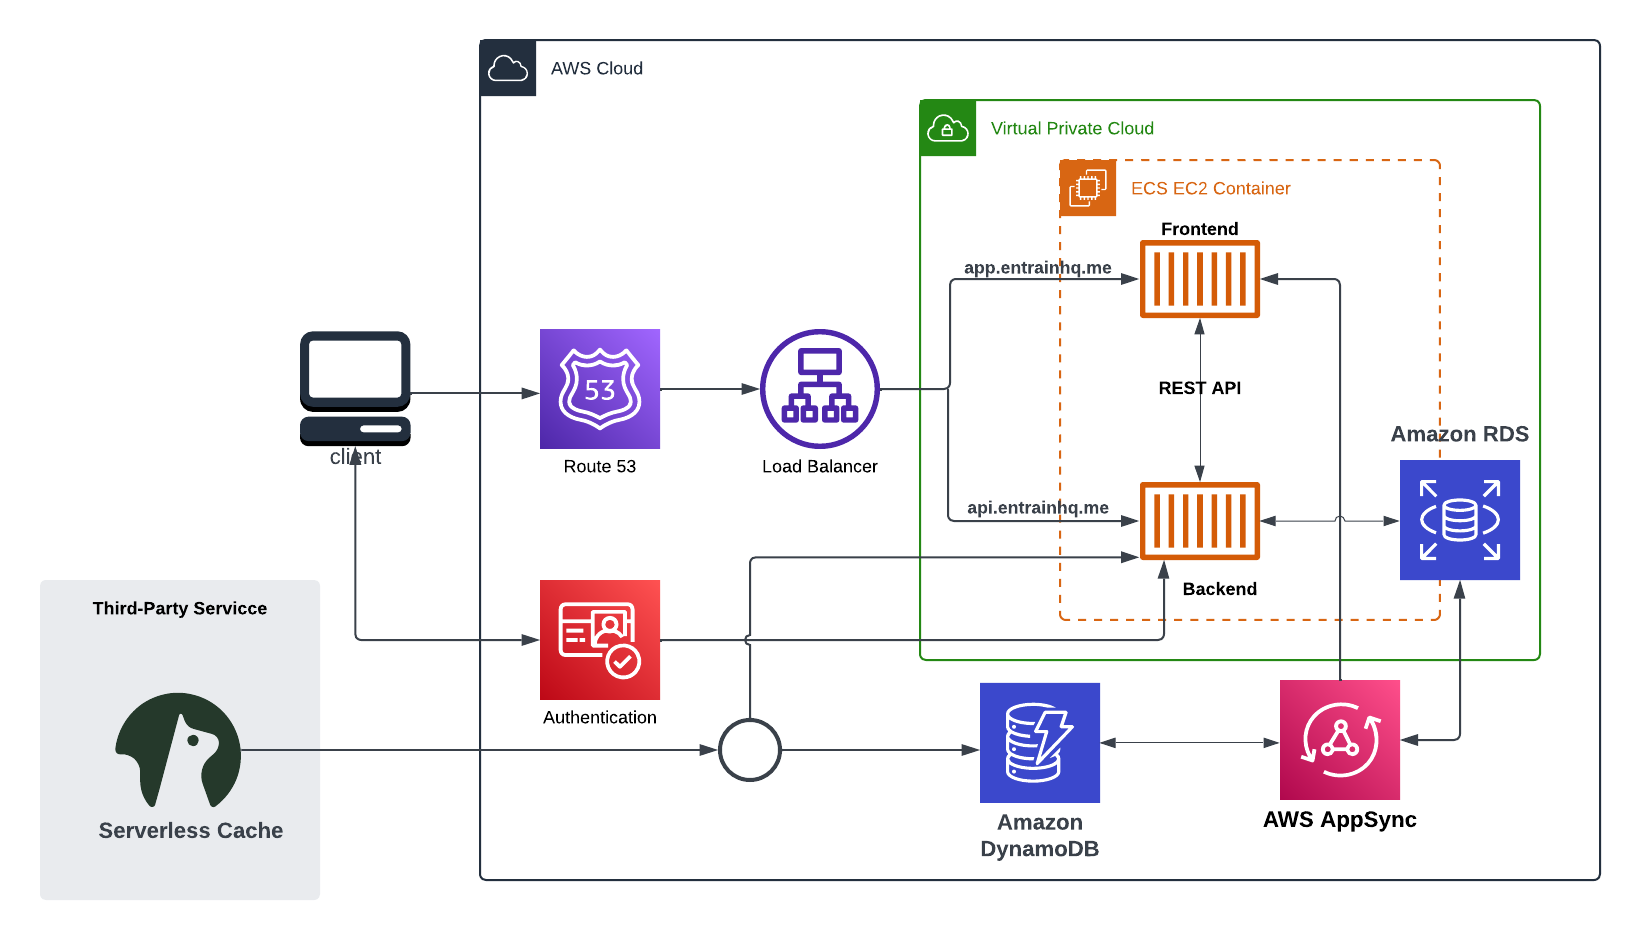 AWS Cloud
Virtual Private Cloud
ECS EC2 Container
Frontend
app.entrainhq.me
53
REST API
client
Route 53
Load Balancer
Amazon RDS
api.entrainhq.me
Backend
Third-Party Servicce
Authentication
Serverless Cache
Amazon
DynamoDB
AWS AppSync